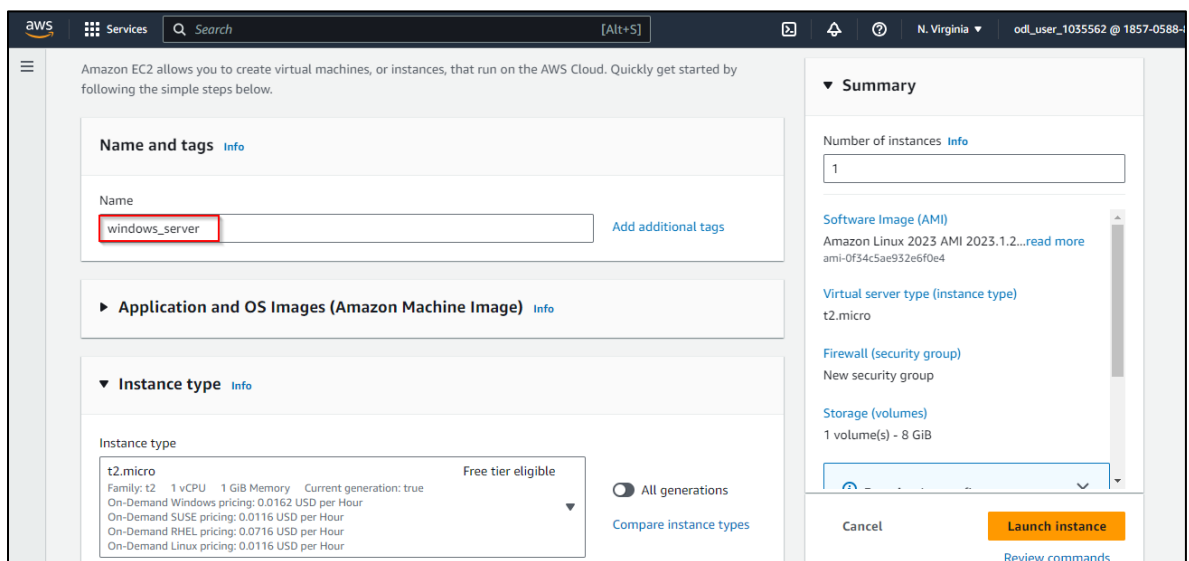 aws
Services
Search
[Alt+S]
N. Virginia ▼
odl_user_1035562 @ 1857-0588-
Amazon EC2 allows you to create virtual machines, or instances, that run on the AWS Cloud. Quickly get started by
following the simple steps below.
Name and tags Info
Name
windows_server
Add additional tags
Application and OS Images (Amazon Machine Image) Info
Instance type Info
Instance type
t2.micro Free tier eligible
Family: t2 1 vCPU 1 GiB Memory Current generation: true
On-Demand Windows pricing: 0.0162 USD per Hour
On-Demand SUSE pricing: 0.0116 USD per Hour
On-Demand RHEL pricing: 0.0716 USD per Hour
On-Demand Linux pricing: 0.0116 USD per Hour
All generations
Compare instance types
Summary
Number of instances Info
1
Software Image (AMI)
Amazon Linux 2023 AMI 2023.1.2...read more
ami-0f34c5ae932e6f0e4
Virtual server type (instance type)
t2.micro
Firewall (security group)
New security group
Storage (volumes)
1 volume(s) - 8 GiB
Cancel
Launch instance
Review commands